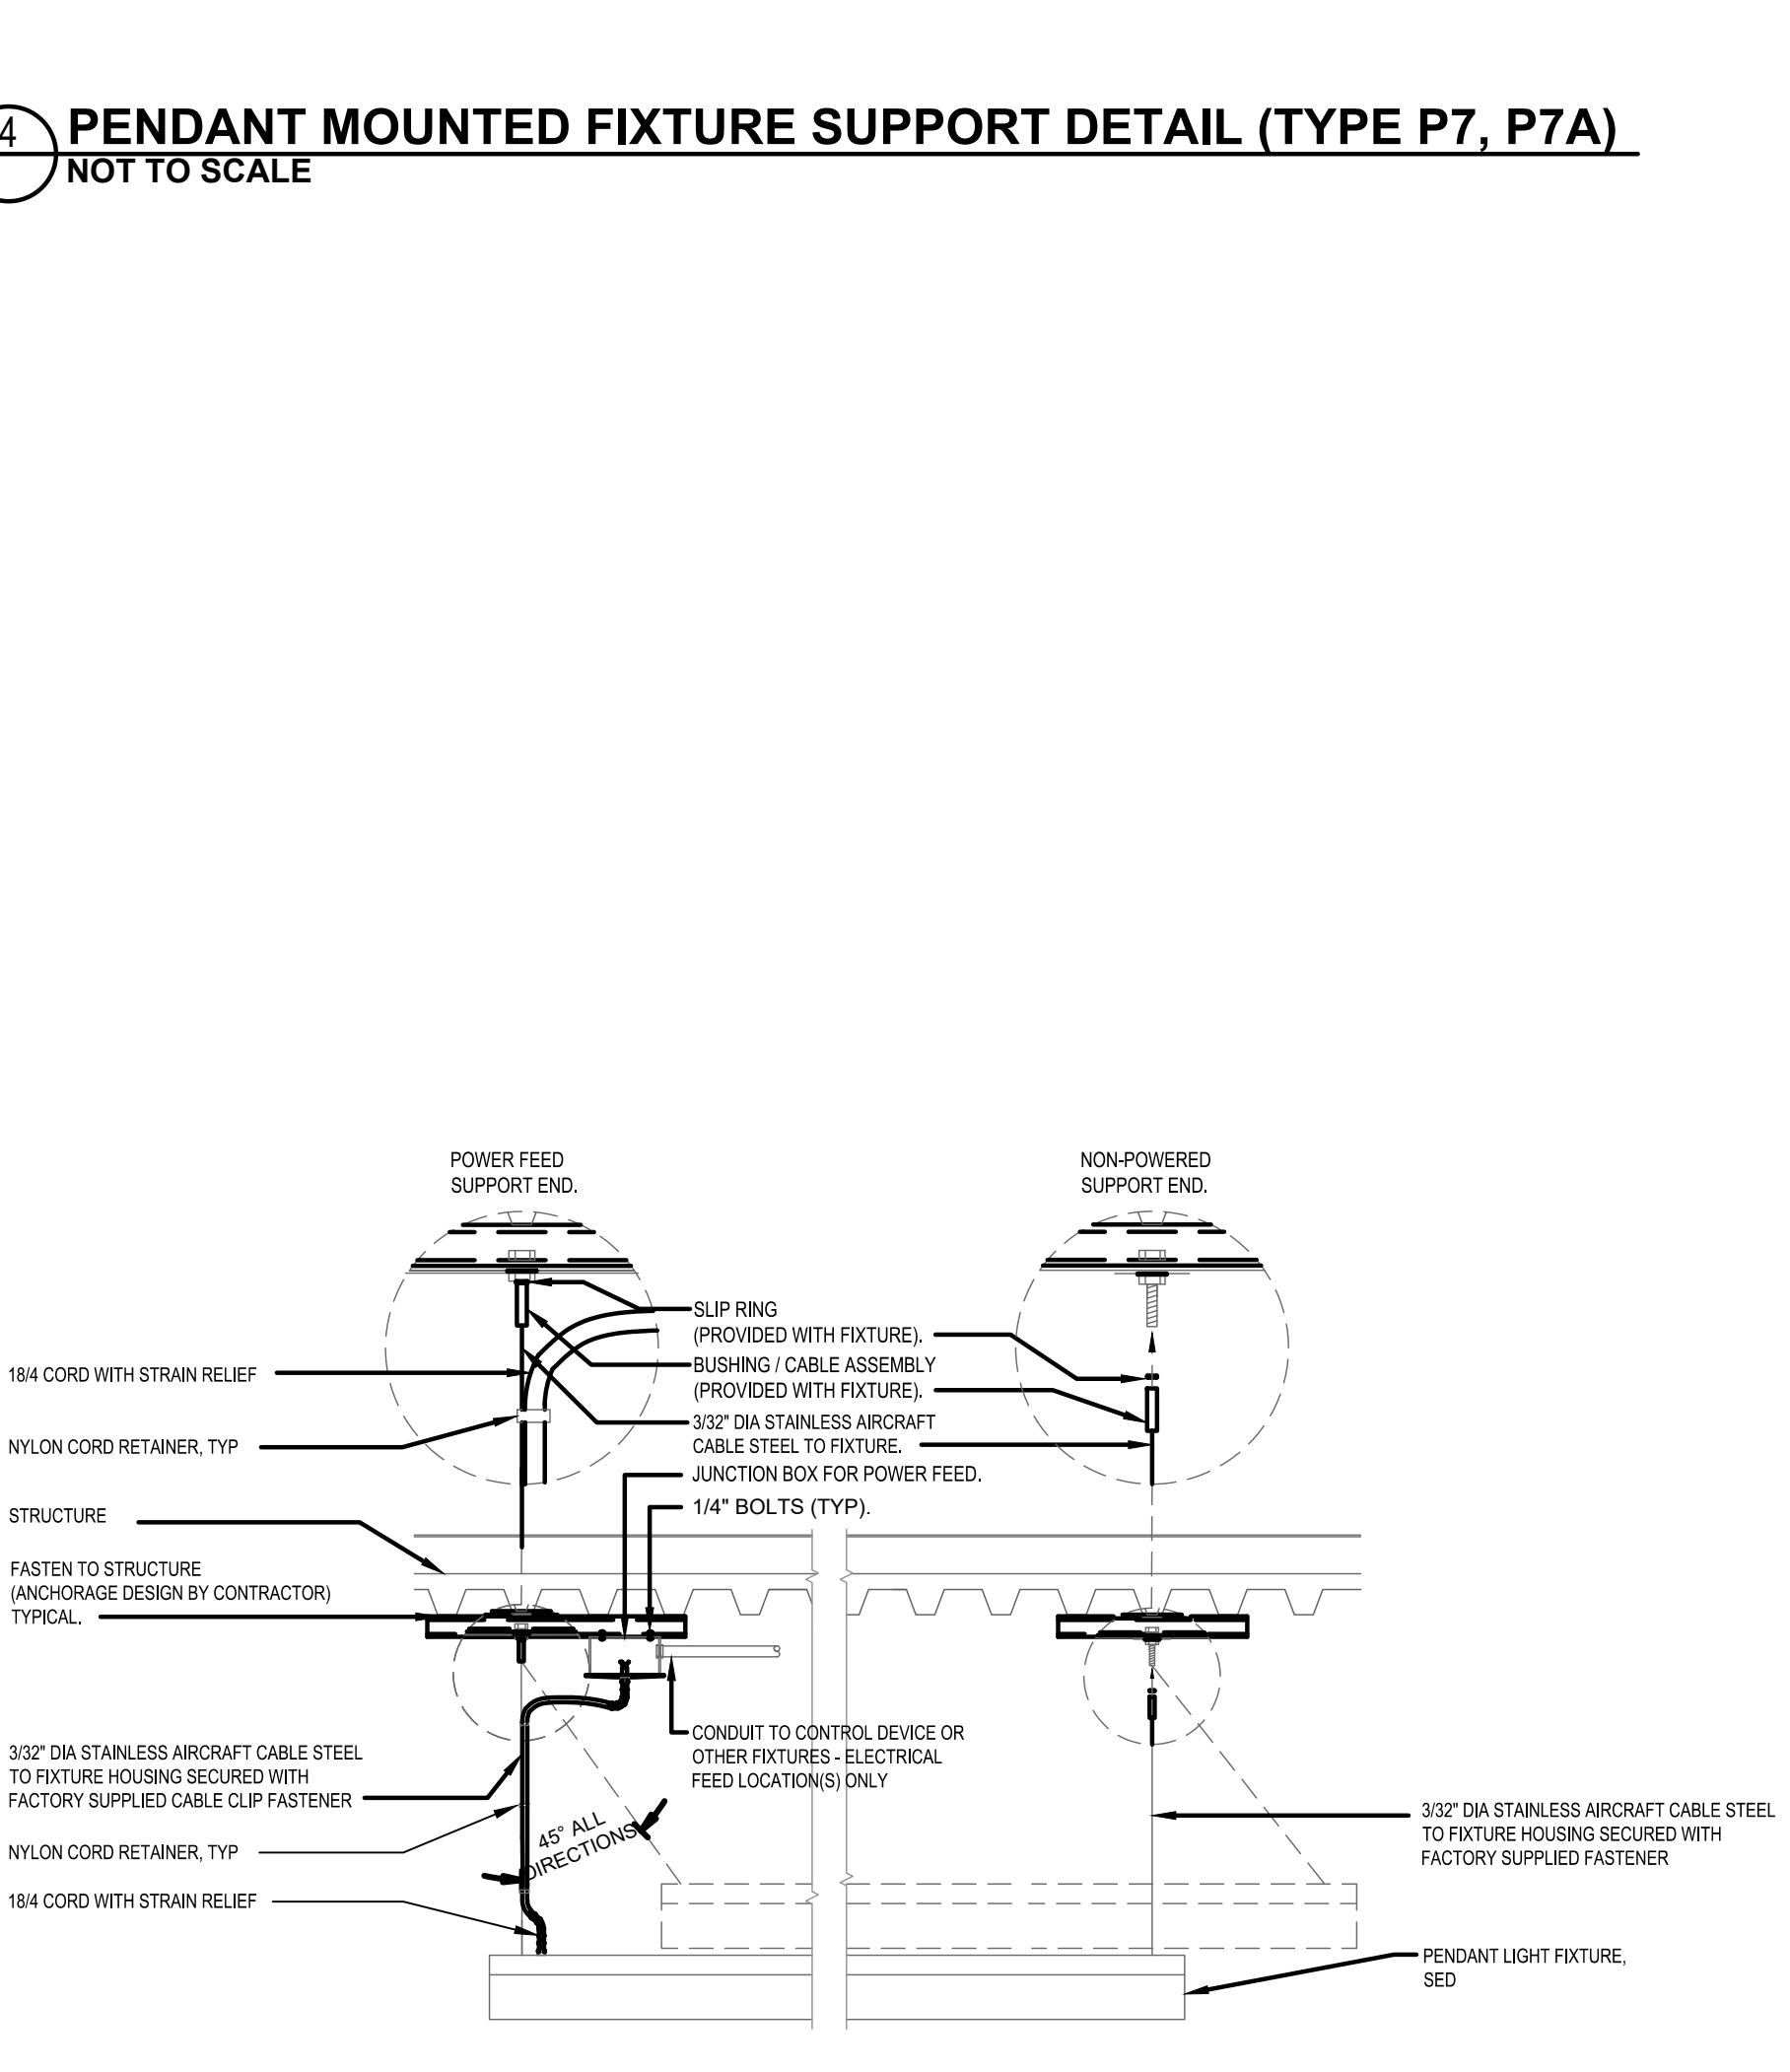 4
PENDANT MOUNTED FIXTURE SUPPORT DETAIL (TYPE P7, P7A)
NOT TO SCALE
POWER FEED
SUPPORT END.
NON-POWERED
SUPPORT END.
SLIP RING
(PROVIDED WITH FIXTURE).
BUSHING / CABLE ASSEMBLY
(PROVIDED WITH FIXTURE).
3/32" DIA STAINLESS AIRCRAFT
CABLE STEEL TO FIXTURE.
JUNCTION BOX FOR POWER FEED.
1/4" BOLTS (TYP).
18/4 CORD WITH STRAIN RELIEF
NYLON CORD RETAINER, TYP
STRUCTURE
FASTEN TO STRUCTURE
(ANCHORAGE DESIGN BY CONTRACTOR)
TYPICAL.
CONDUIT TO CONTROL DEVICE OR
OTHER FIXTURES - ELECTRICAL
FEED LOCATION(S) ONLY
3/32" DIA STAINLESS AIRCRAFT CABLE STEEL
TO FIXTURE HOUSING SECURED WITH
FACTORY SUPPLIED CABLE CLIP FASTENER
45° ALL
DIRECTIONS
NYLON CORD RETAINER, TYP
18/4 CORD WITH STRAIN RELIEF
3/32" DIA STAINLESS AIRCRAFT CABLE STEEL
TO FIXTURE HOUSING SECURED WITH
FACTORY SUPPLIED FASTENER
PENDANT LIGHT FIXTURE,
SED